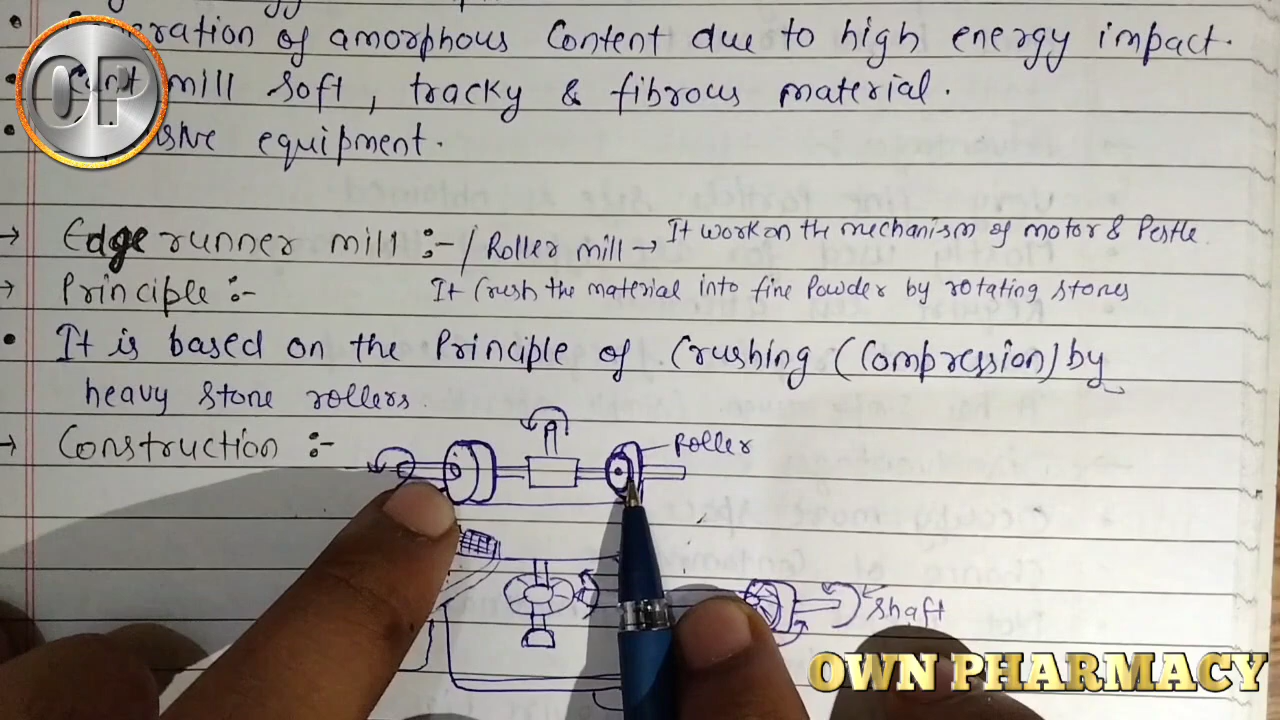 of amorphous Content due to high energy impact.
mill soft, tracky & fibrous material.
equipment.
→ Edge runner mill :- / Roller mill → It work on the mechanism of motor & Pestle.
→ Principle :- It Crush the material into fine Powder by rotating stones
• It is based on the Principle of Crushing (Compression) by
heavy stone rollers.
→ Construction :-
Roller
shaft
OP
OWN PHARMACY